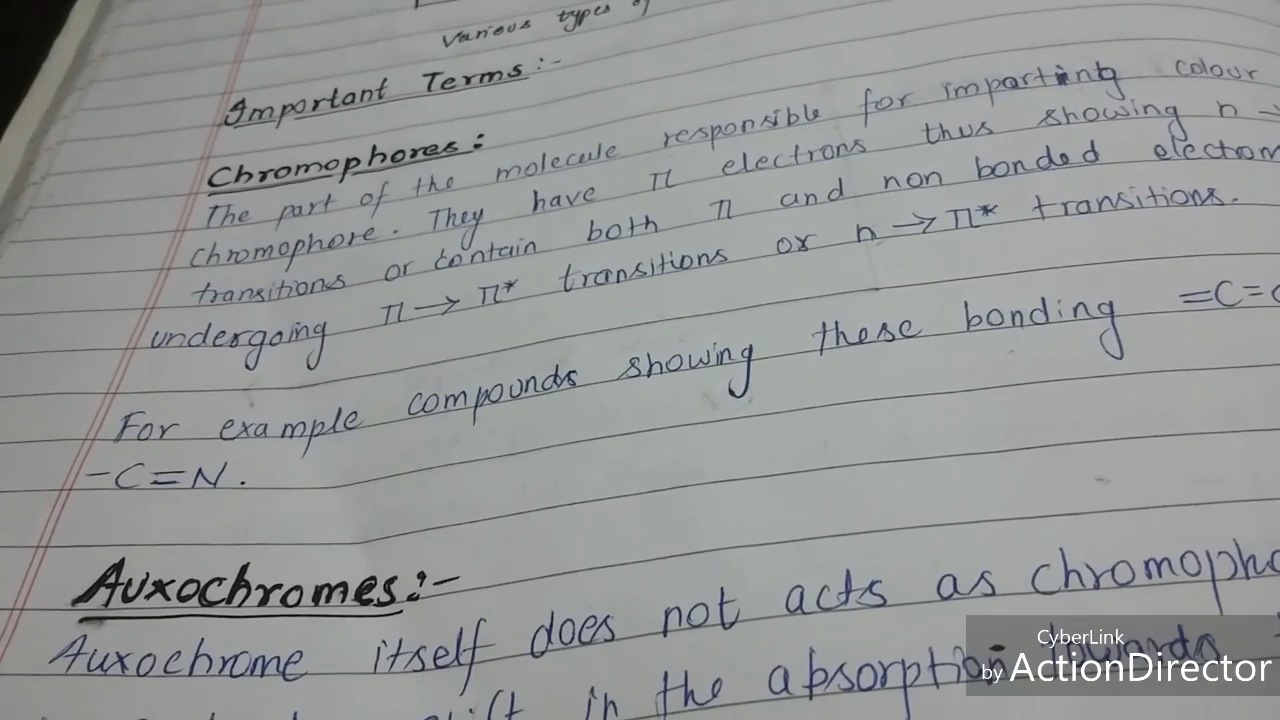 Various types of
Important Terms:-
Chromophores:
The part of the molecule responsible for imparting colour
chromophore. They have π electrons thus showing n →
transitions or contain both π and non bonded electron
undergoing π → π* transitions or n → π* transitions.
For example compounds showing these bonding =C=
-C=N.
Auxochromes:-
Auxochrome itself does not acts as chromopho
in the absorption towards
CyberLink
by ActionDirector